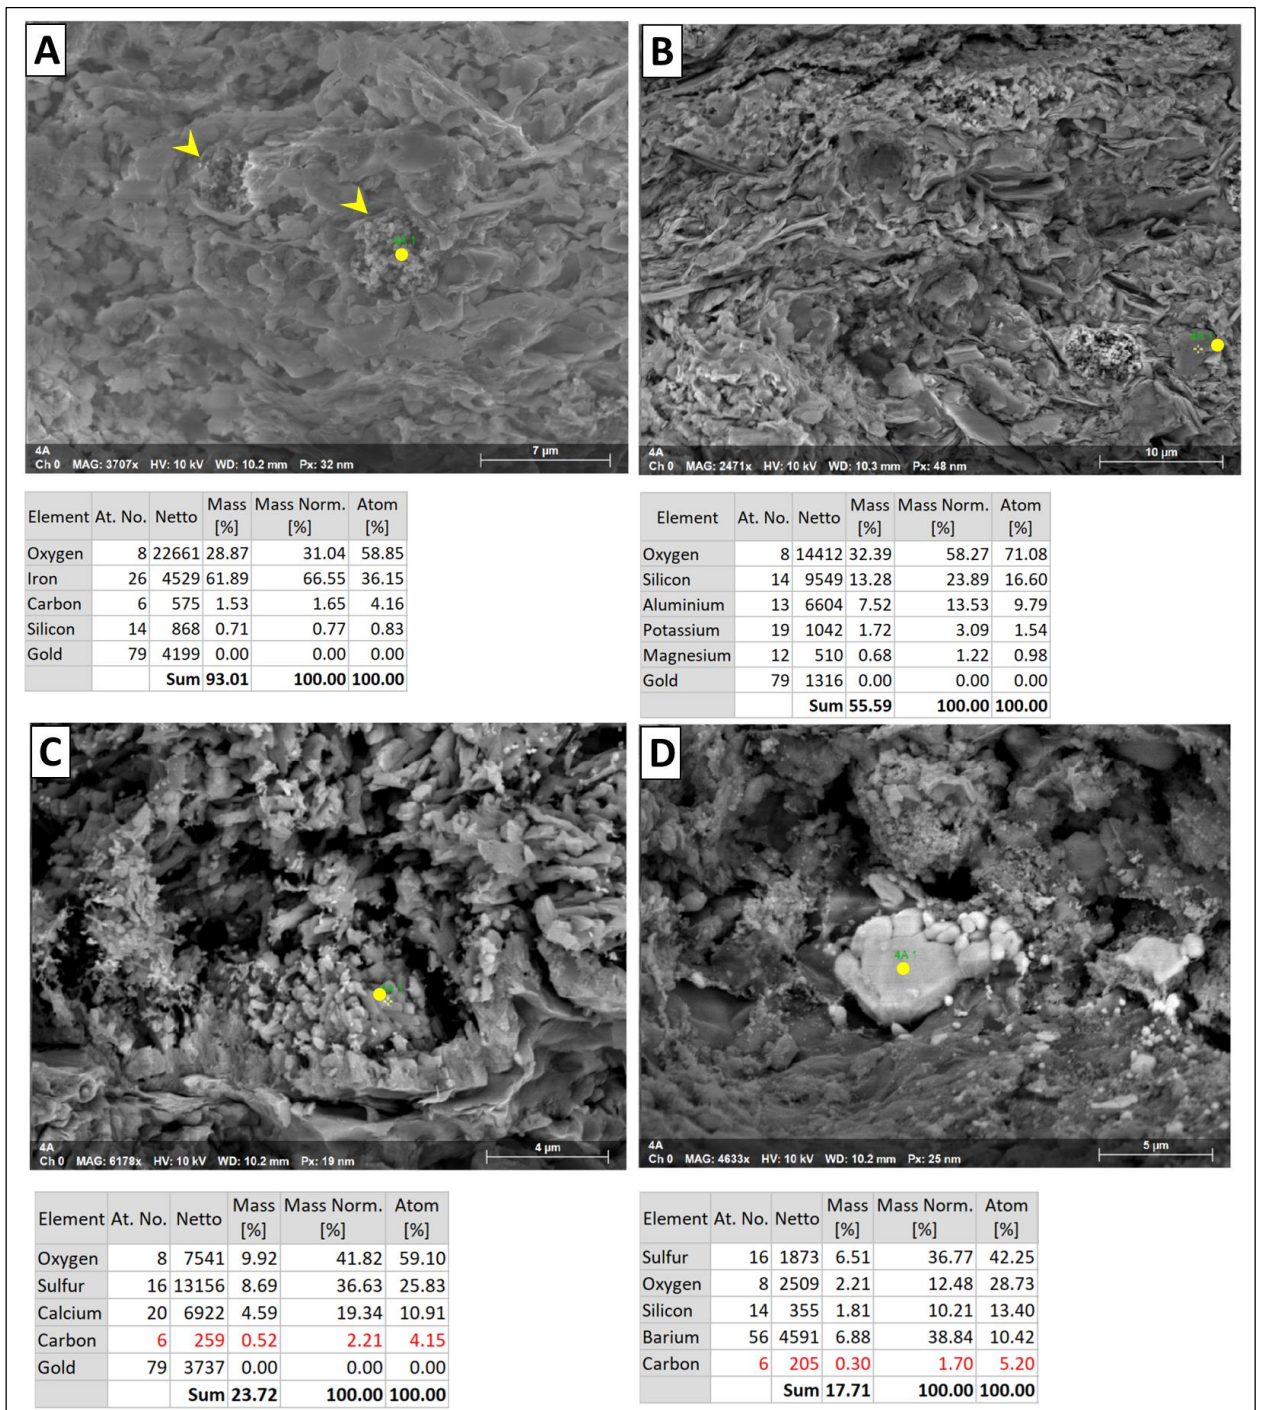 A
4A
Ch 0 MAG: 3707x HV: 10 kV WD: 10.2 mm Px: 32 nm
7 µm
B
4A
Ch 0 MAG: 2471x HV: 10 kV WD: 10.3 mm Px: 48 nm
10 µm
Element At. No. Netto Mass [%] Mass Norm. [%] Atom [%]
Oxygen 8 22661 28.87 31.04 58.85
Iron 26 4529 61.89 66.55 36.15
Carbon 6 575 1.53 1.65 4.16
Silicon 14 868 0.71 0.77 0.83
Gold 79 4199 0.00 0.00 0.00
Sum 93.01 100.00 100.00
Element At. No. Netto Mass [%] Mass Norm. [%] Atom [%]
Oxygen 8 14412 32.39 58.27 71.08
Silicon 14 9549 13.28 23.89 16.60
Aluminium 13 6604 7.52 13.53 9.79
Potassium 19 1042 1.72 3.09 1.54
Magnesium 12 510 0.68 1.22 0.98
Gold 79 1316 0.00 0.00 0.00
Sum 55.59 100.00 100.00
C
4A
Ch 0 MAG: 6178x HV: 10 kV WD: 10.2 mm Px: 19 nm
4 µm
D
4A 1
4A
Ch 0 MAG: 4633x HV: 10 kV WD: 10.2 mm Px: 25 nm
5 µm
Element At. No. Netto Mass [%] Mass Norm. [%] Atom [%]
Oxygen 8 7541 9.92 41.82 59.10
Sulfur 16 13156 8.69 36.63 25.83
Calcium 20 6922 4.59 19.34 10.91
Carbon 6 259 0.52 2.21 4.15
Gold 79 3737 0.00 0.00 0.00
Sum 23.72 100.00 100.00
Element At. No. Netto Mass [%] Mass Norm. [%] Atom [%]
Sulfur 16 1873 6.51 36.77 42.25
Oxygen 8 2509 2.21 12.48 28.73
Silicon 14 355 1.81 10.21 13.40
Barium 56 4591 6.88 38.84 10.42
Carbon 6 205 0.30 1.70 5.20
Sum 17.71 100.00 100.00